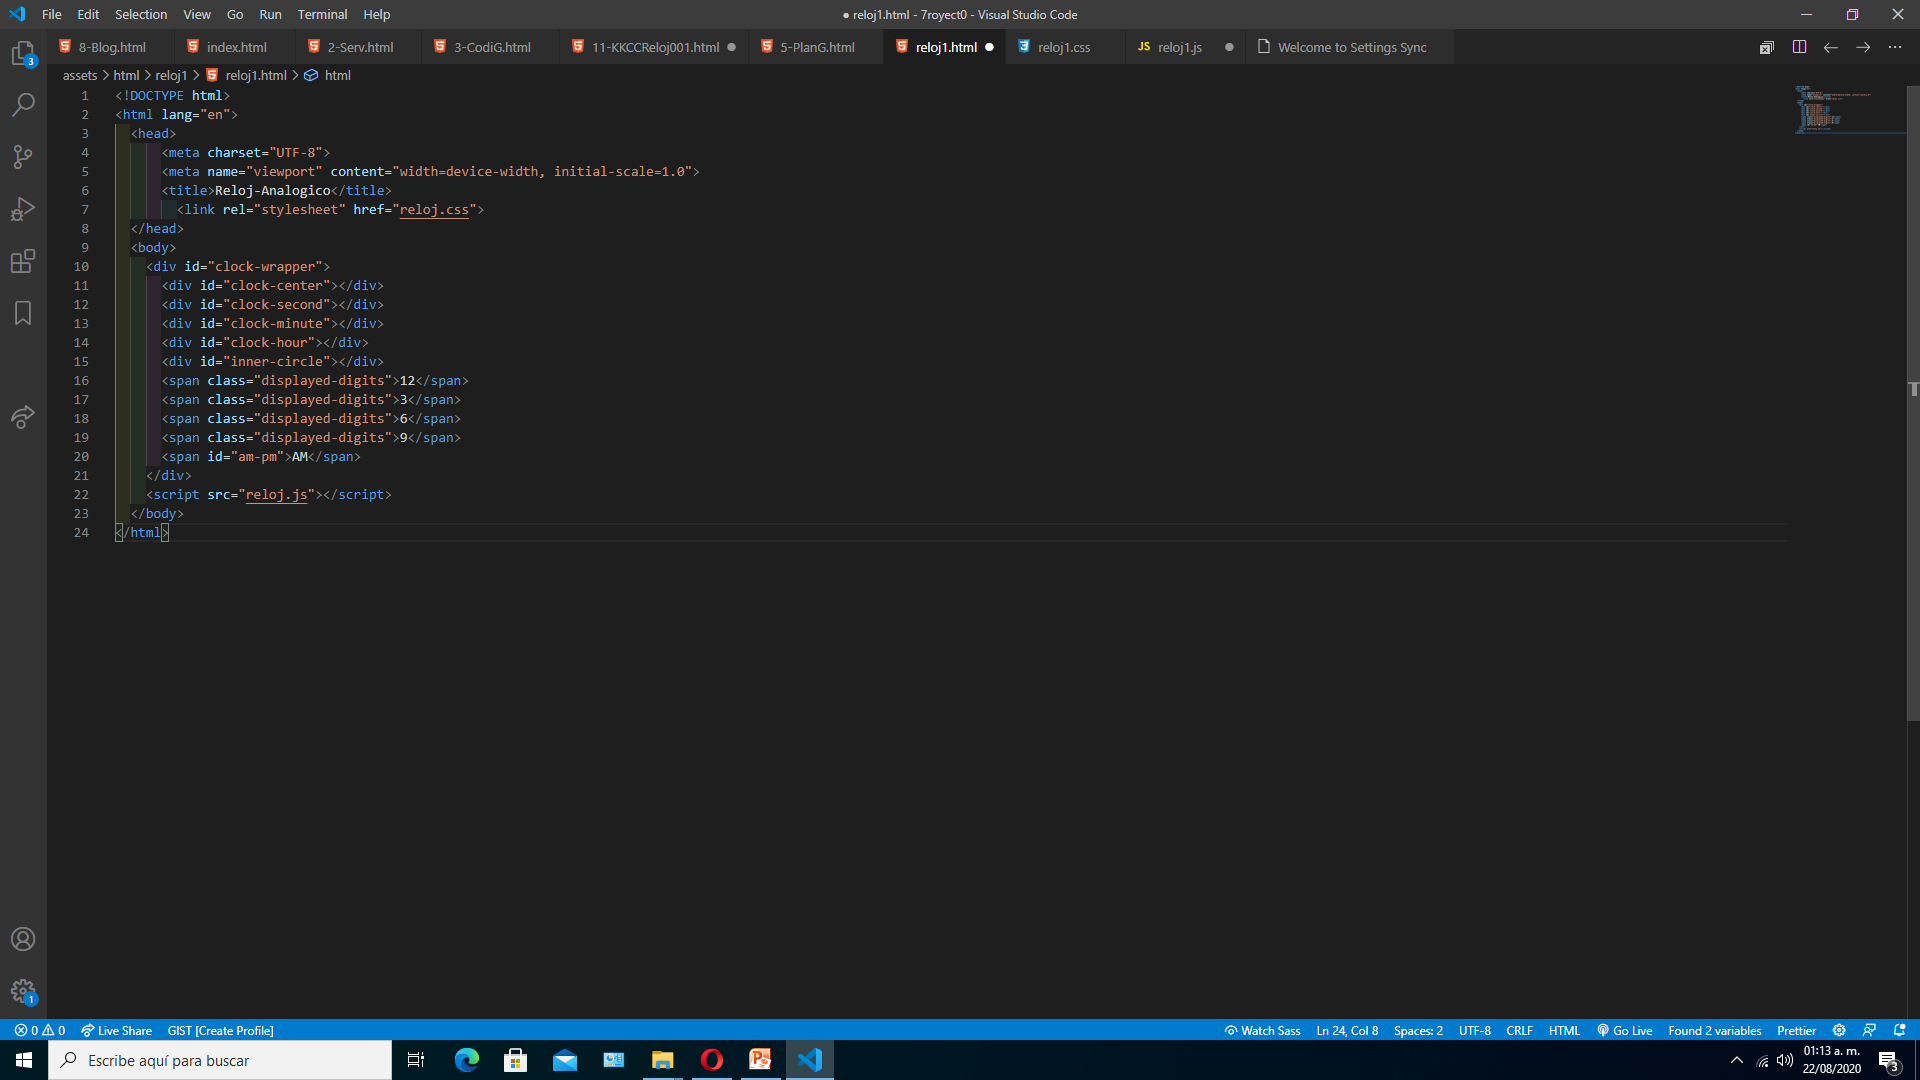 File Edit Selection View Go Run Terminal Help
● reloj1.html - 7royect0 - Visual Studio Code
8-Blog.html index.html 2-Serv.html 3-CodiG.html 11-KKCCReloj001.html 5-PlanG.html reloj1.html reloj1.css JS reloj1.js Welcome to Settings Sync
assets > html > reloj1 > reloj1.html > html
1 <!DOCTYPE html>
2 <html lang="en">
3 <head>
4 <meta charset="UTF-8">
5 <meta name="viewport" content="width=device-width, initial-scale=1.0">
6 <title>Reloj-Analogico</title>
7 <link rel="stylesheet" href="reloj.css">
8 </head>
9 <body>
10 <div id="clock-wrapper">
11 <div id="clock-center"></div>
12 <div id="clock-second"></div>
13 <div id="clock-minute"></div>
14 <div id="clock-hour"></div>
15 <div id="inner-circle"></div>
16 <span class="displayed-digits">12</span>
17 <span class="displayed-digits">3</span>
18 <span class="displayed-digits">6</span>
19 <span class="displayed-digits">9</span>
20 <span id="am-pm">AM</span>
21 </div>
22 <script src="reloj.js"></script>
23 </body>
24 </html>
3
1
0 0 Live Share GIST [Create Profile] Watch Sass Ln 24, Col 8 Spaces: 2 UTF-8 CRLF HTML Go Live Found 2 variables Prettier
Escribe aquí para buscar
01:13 a. m.
22/08/2020
3